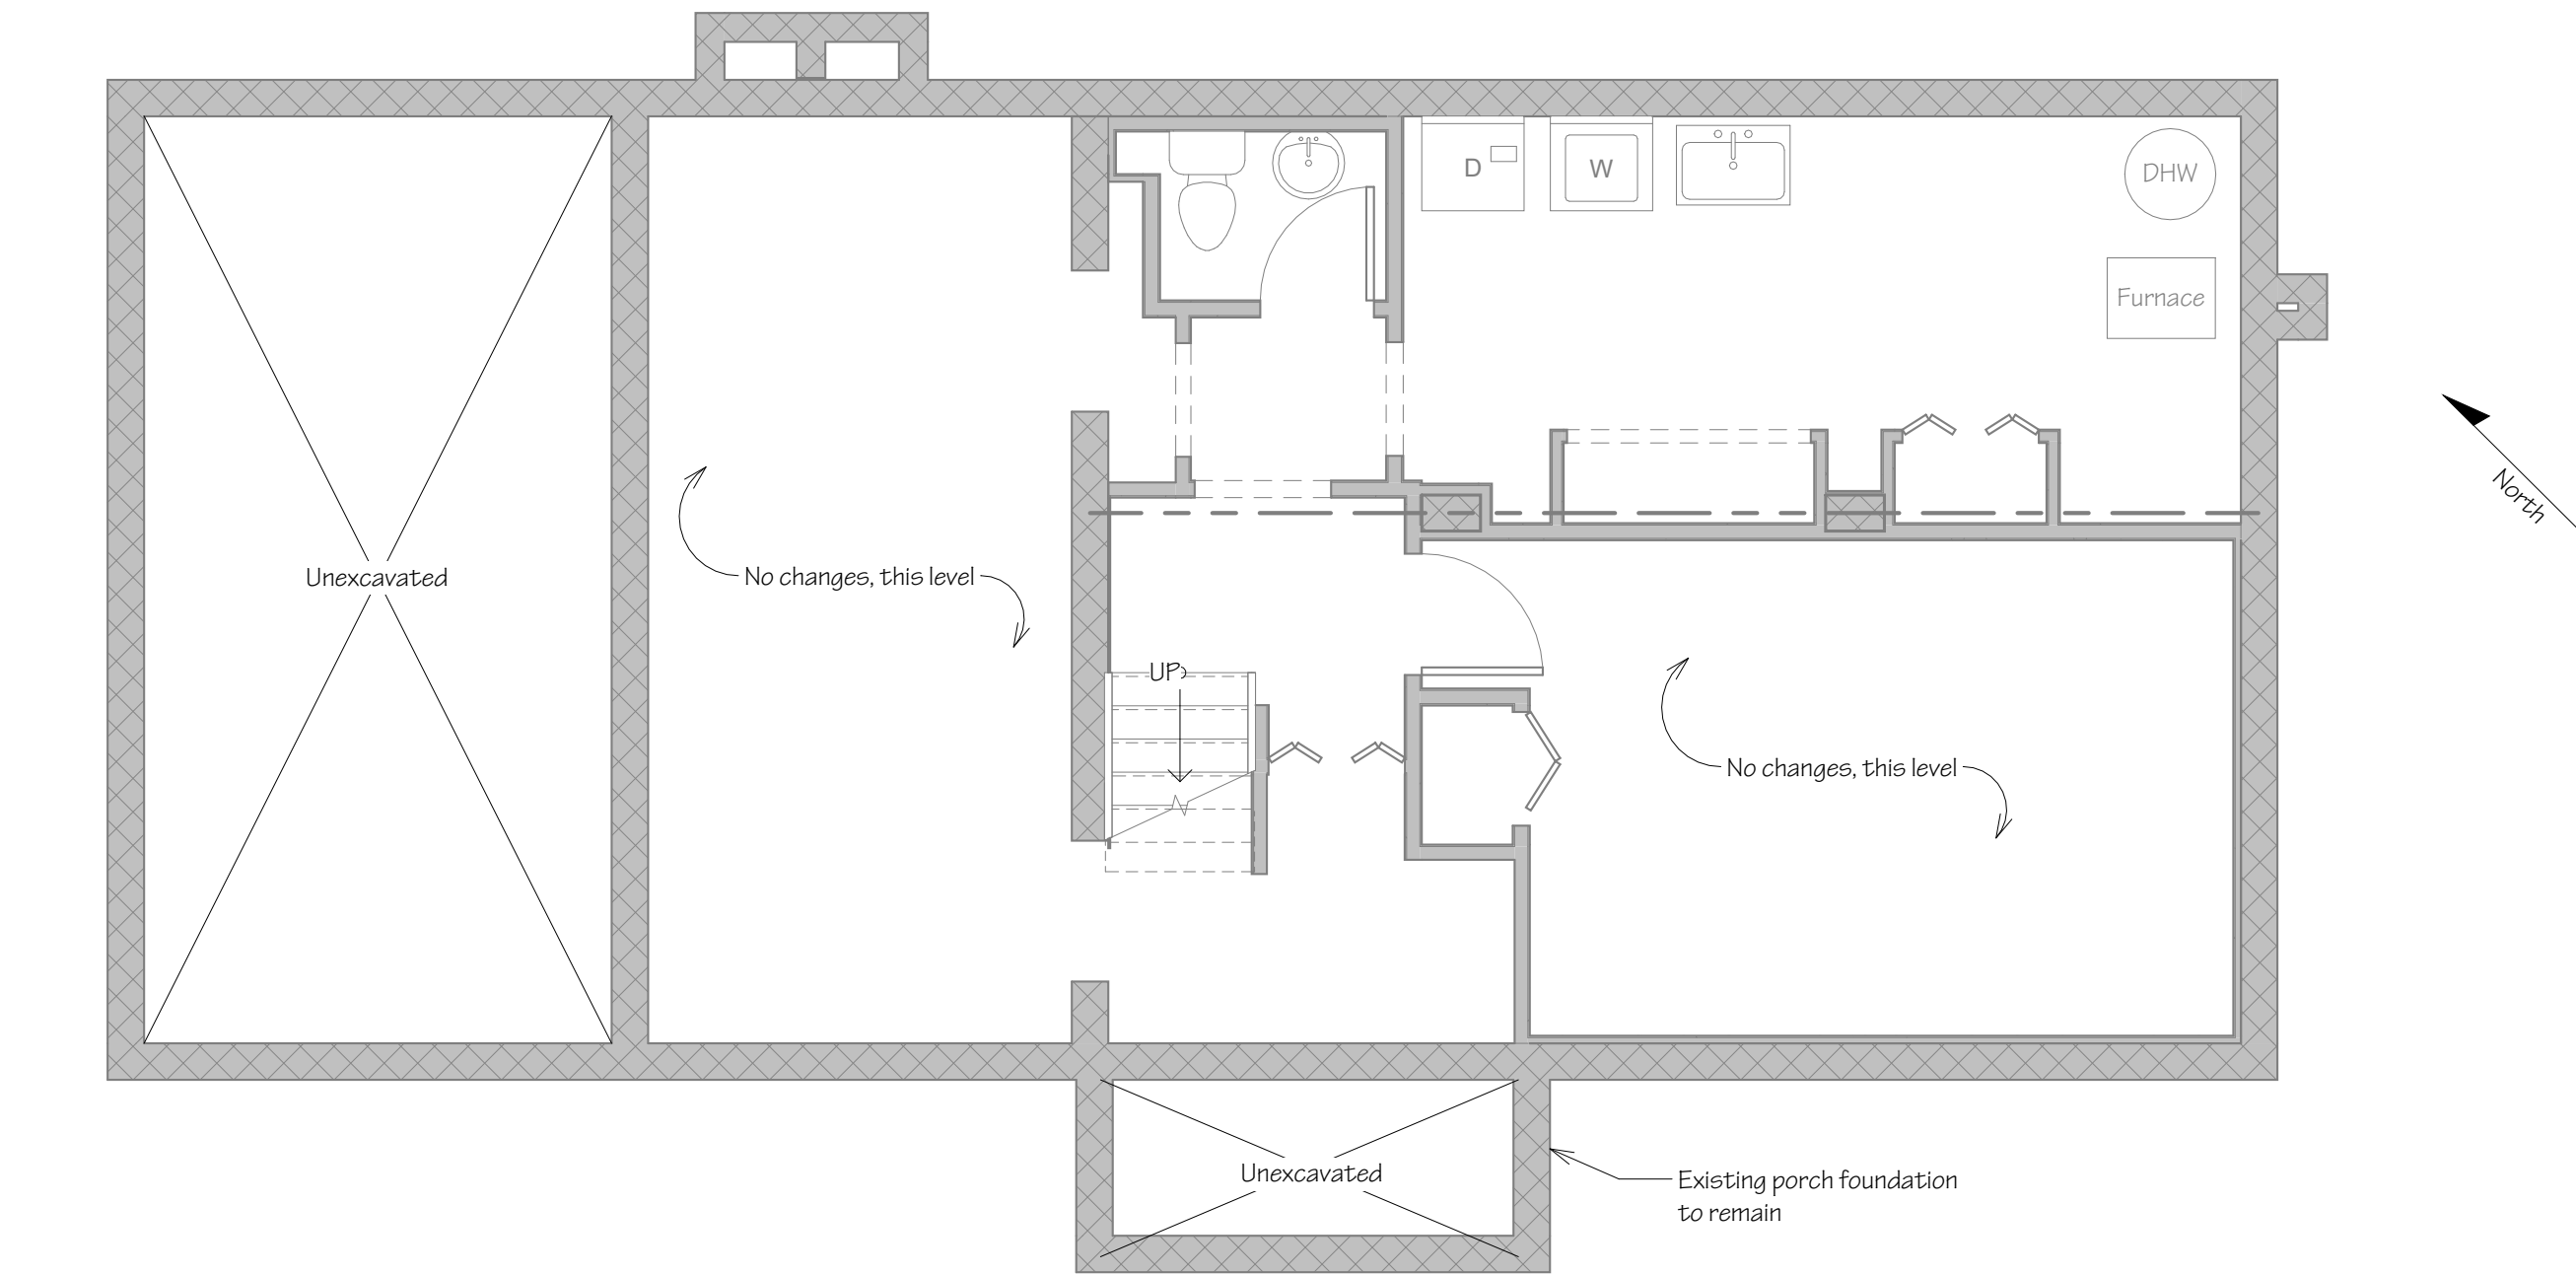 D
W
DHW
Furnace
North
Unexcavated
No changes, this level
UP
No changes, this level
Unexcavated
Existing porch foundation
to remain